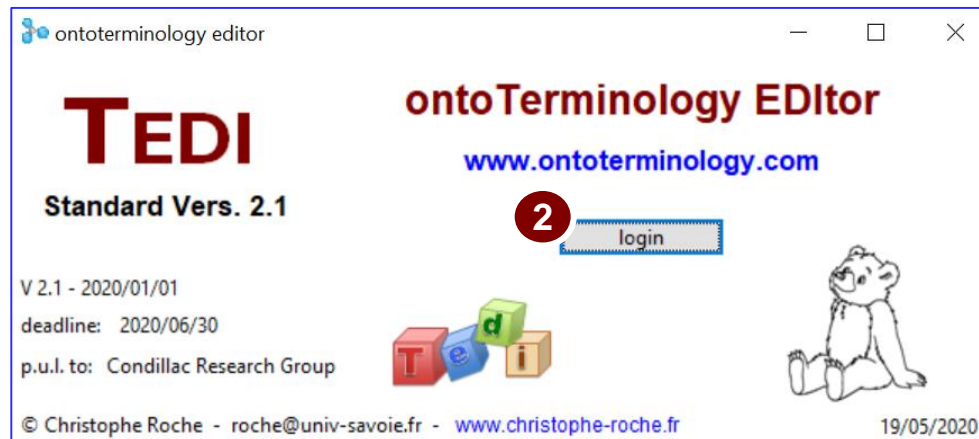 ontoterminology editor
TEDI
ontoTerminology EDItor
www.ontoterminology.com
Standard Vers. 2.1
2
login
V 2.1 - 2020/01/01
deadline: 2020/06/30
p.u.l. to: Condillac Research Group
T e d i
© Christophe Roche - roche@univ-savoie.fr - www.christophe-roche.fr
19/05/2020